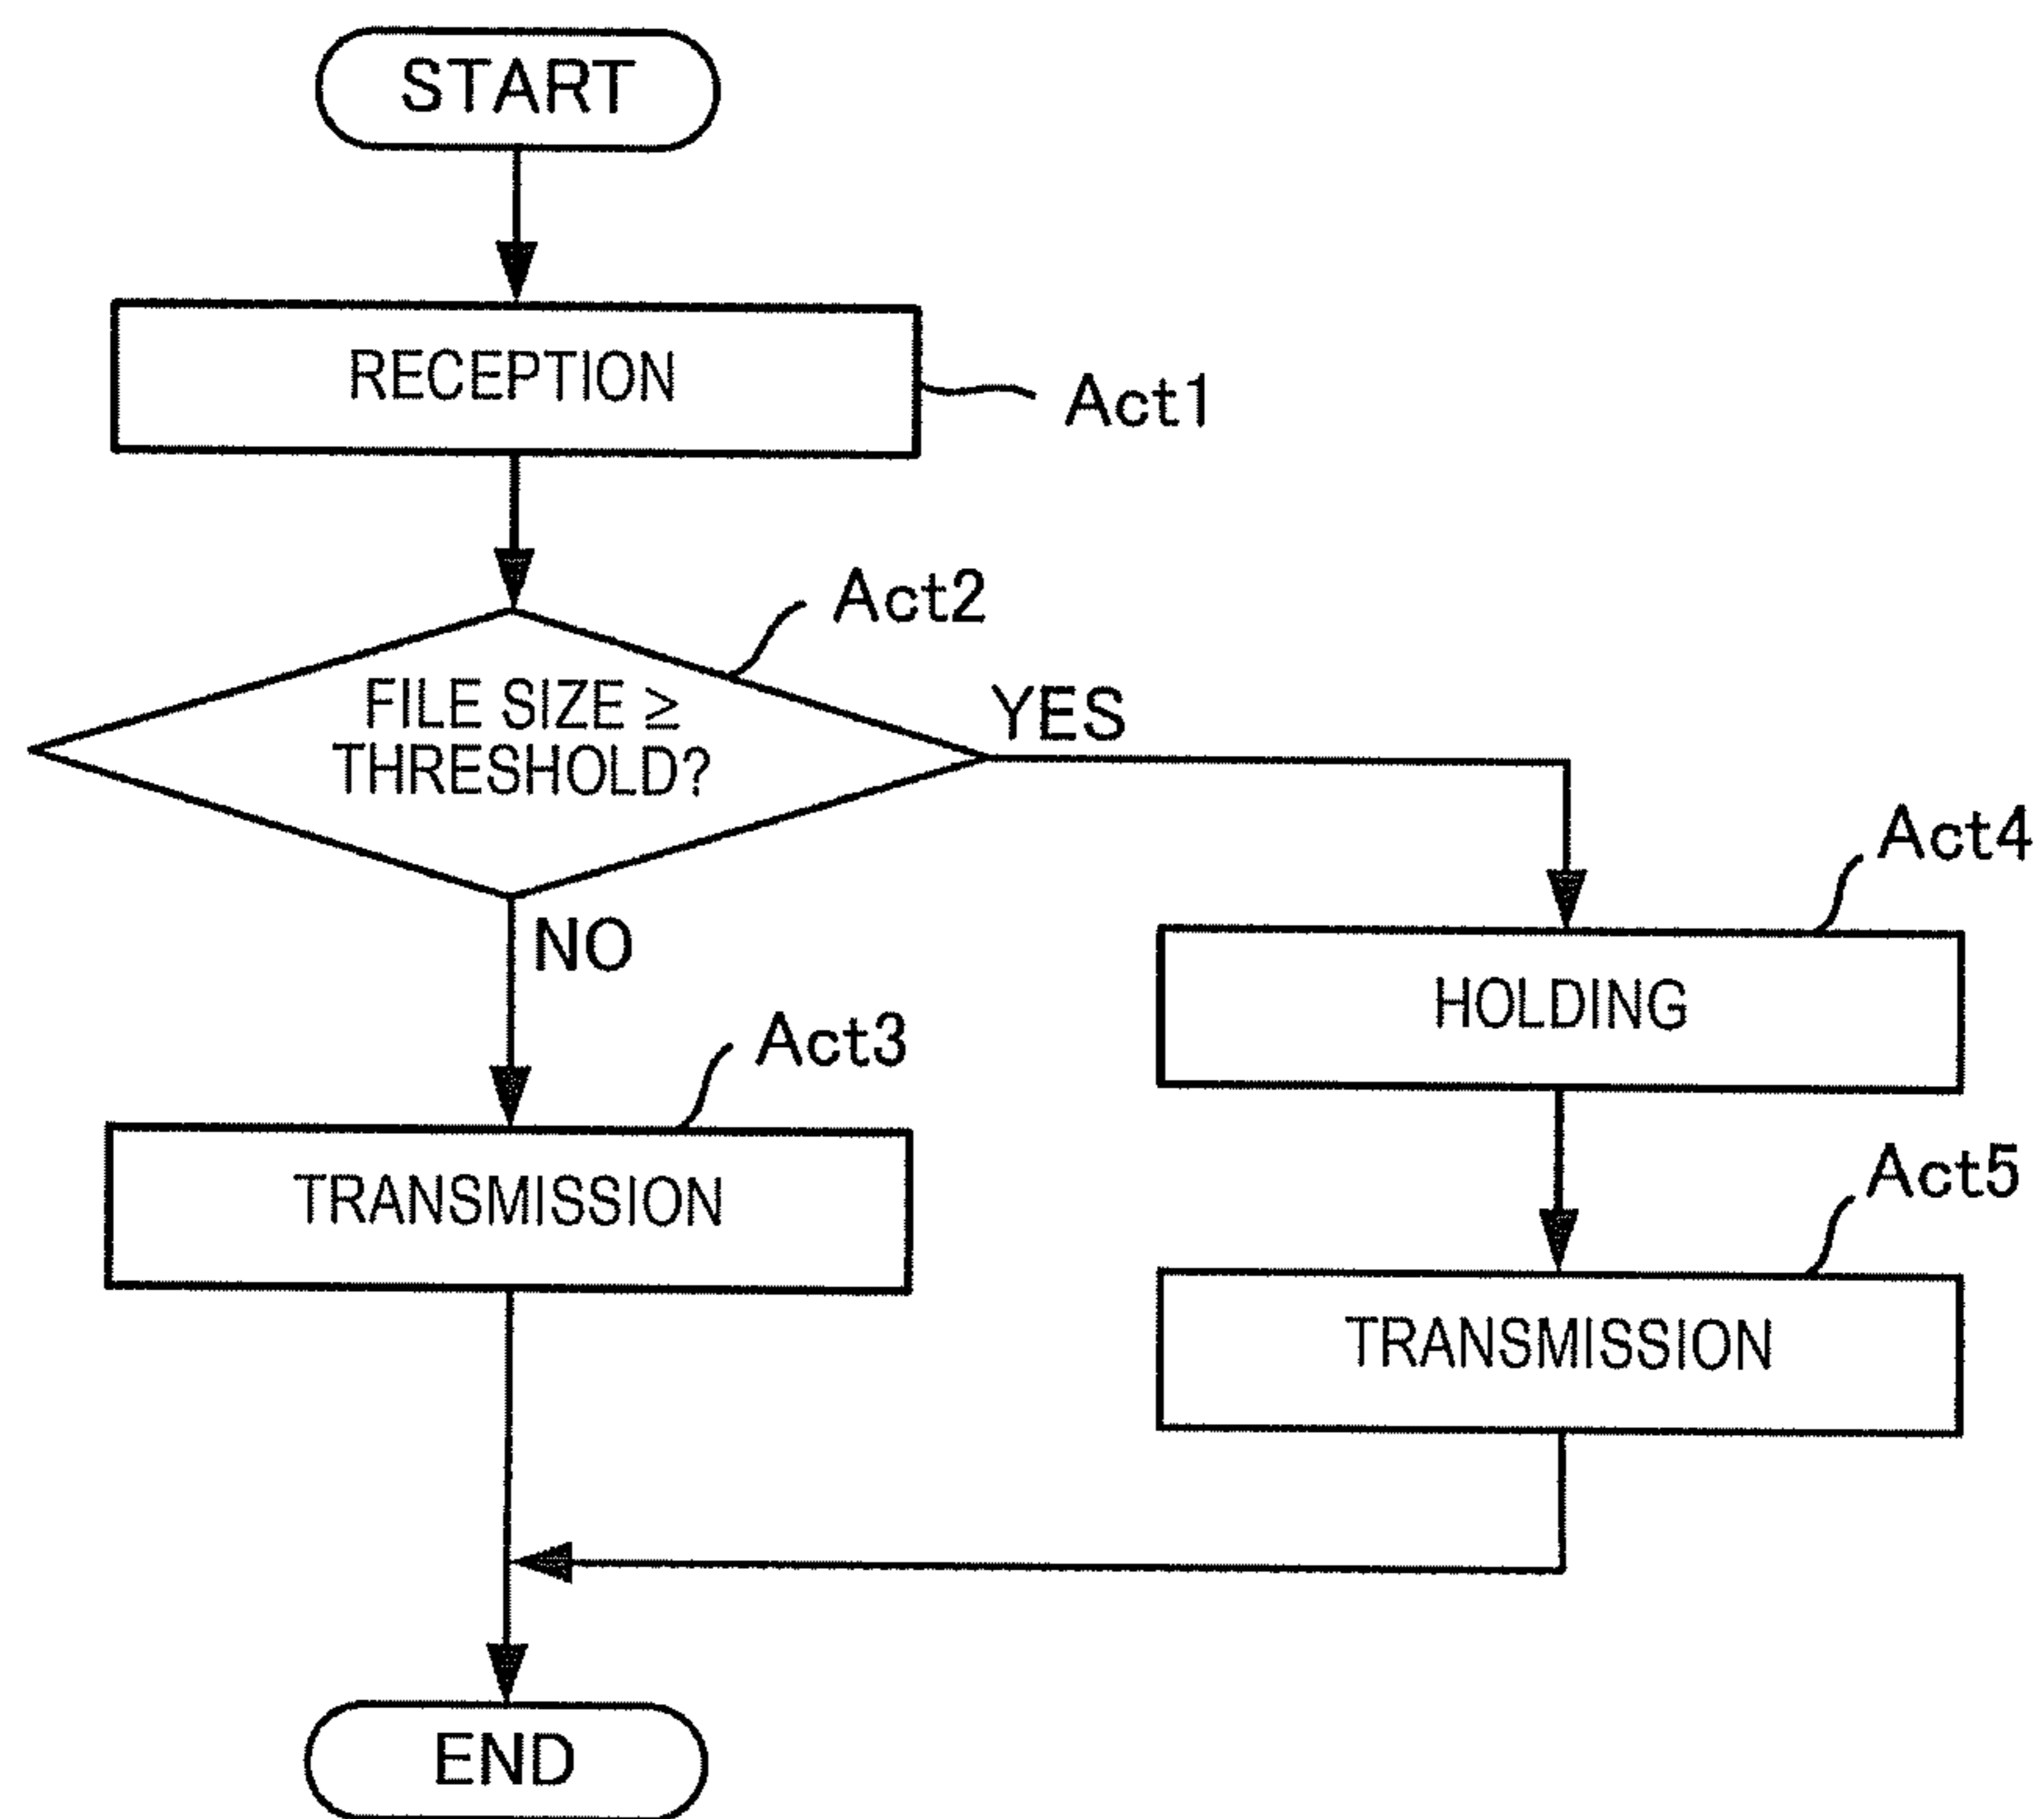 START
RECEPTION
Act1
Act2
FILE SIZE ≥
THRESHOLD?
YES
NO
Act4
HOLDING
Act3
TRANSMISSION
Act5
TRANSMISSION
END